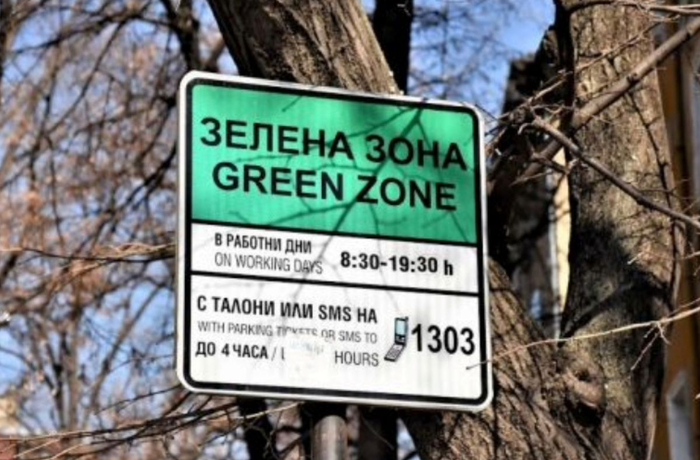 ЗЕЛЕНА ЗОНА
GREEN ZONE
В РАБОТНИ ДНИ
ON WORKING DAYS
8:30-19:30 h
С ТАЛОНИ ИЛИ SMS НА
WITH PARKING TICKETS OR SMS TO
1303
ДО 4 ЧАСА / HOURS